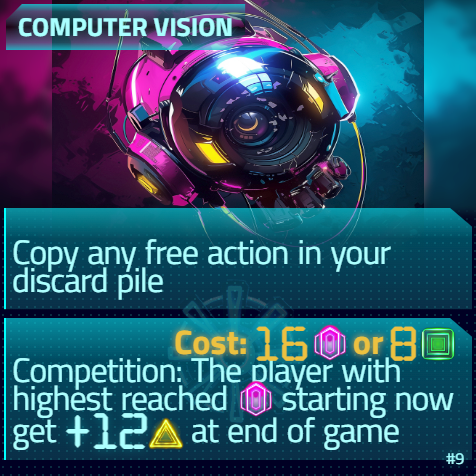 COMPUTER VISION
Copy any free action in your
discard pile
Cost: 16 or 8
Competition: The player with
highest reached starting now
get +12 at end of game
#9